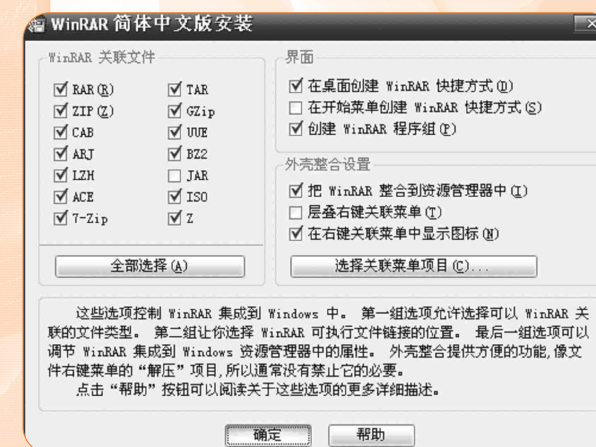 WinRAR 简体中文版安装
WinRAR 关联文件
RAR(R)
TAR
ZIP(Z)
GZip
CAB
UUE
ARJ
BZ2
LZH
JAR
ACE
ISO
7-Zip
Z
全部选择(A)
界面
在桌面创建 WinRAR 快捷方式(D)
在开始菜单创建 WinRAR 快捷方式(S)
创建 WinRAR 程序组(P)
外壳整合设置
把 WinRAR 整合到资源管理器中(I)
层叠右键关联菜单(T)
在右键关联菜单中显示图标(N)
选择关联菜单项目(C)...
这些选项控制 WinRAR 集成到 Windows 中。 第一组选项允许选择可以 WinRAR 关
联的文件类型。 第二组让你选择 WinRAR 可执行文件链接的位置。 最后一组选项可以
调节 WinRAR 集成到 Windows 资源管理器中的属性。 外壳整合提供方便的功能,像文
件右键菜单的“解压”项目,所以通常没有禁止它的必要。
点击“帮助”按钮可以阅读关于这些选项的更多详细描述。
确定
帮助